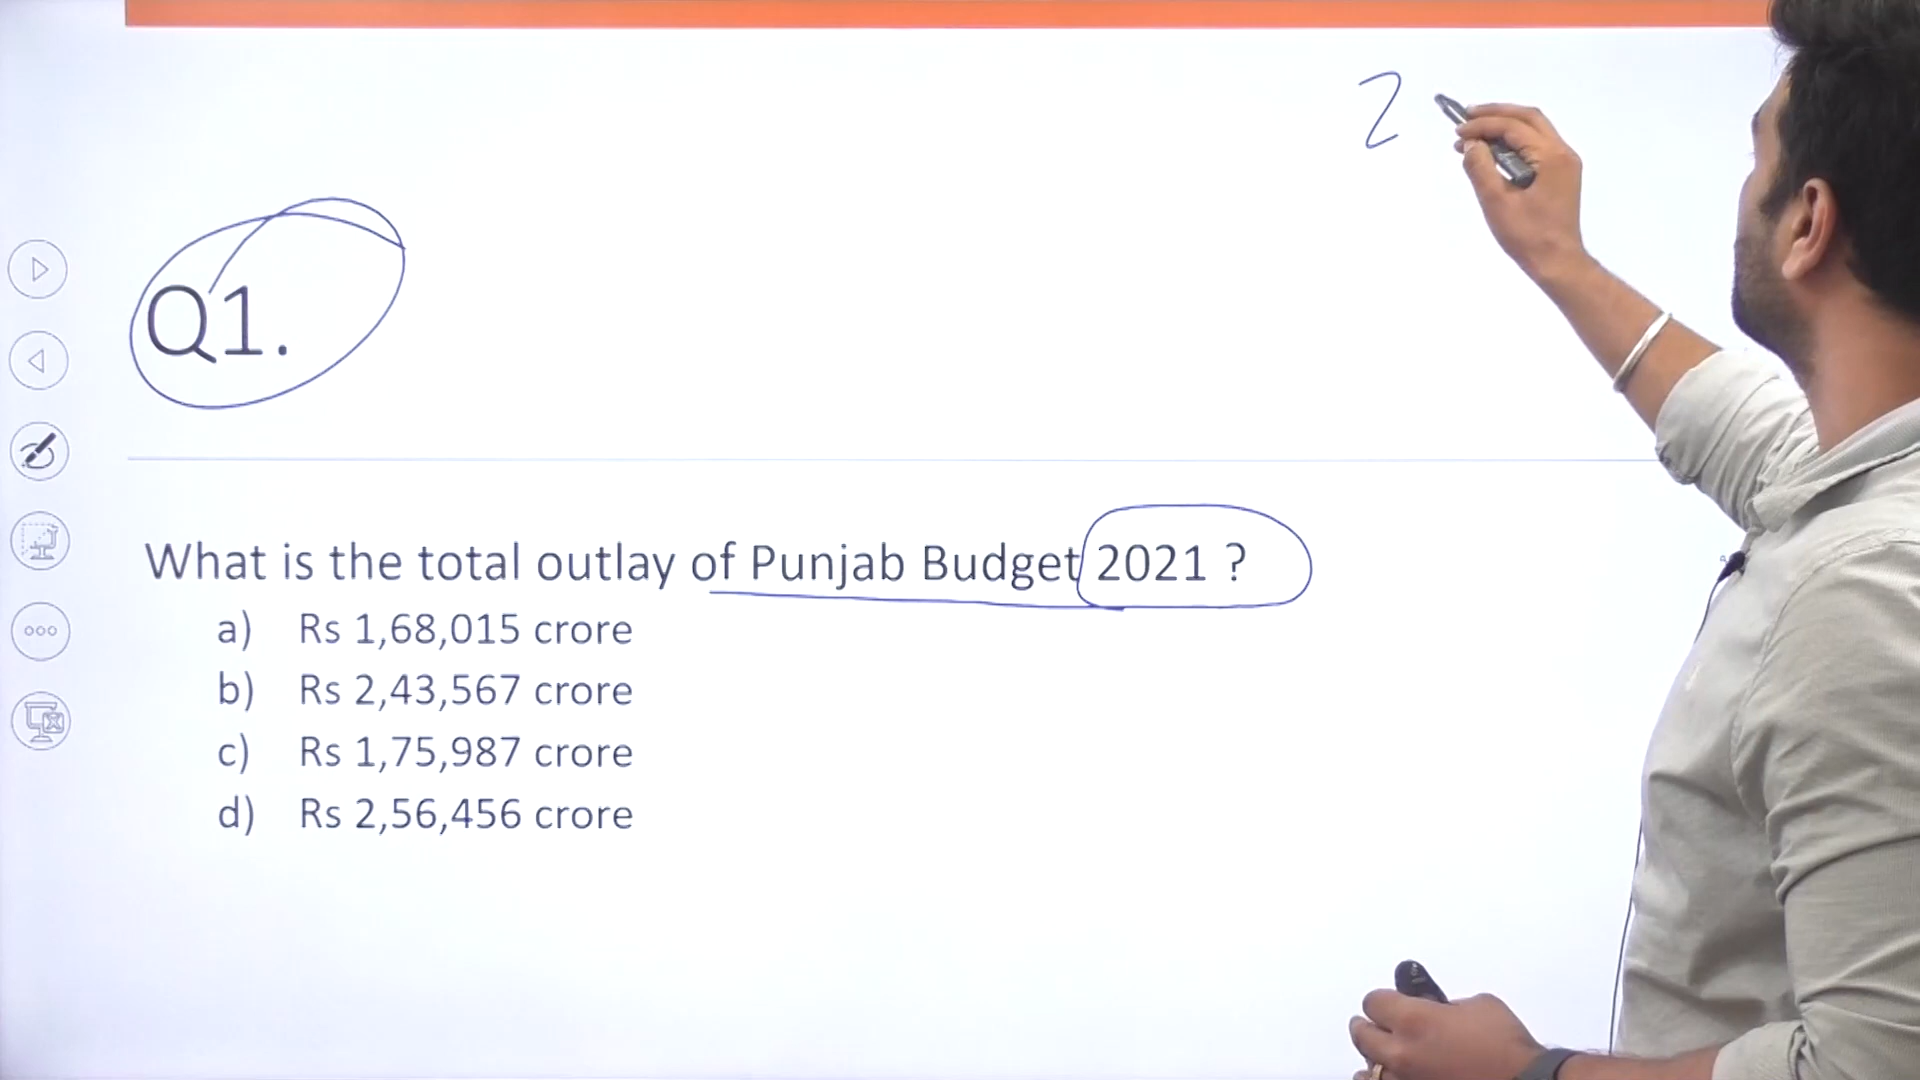 2
Q1.
What is the total outlay of Punjab Budget 2021 ?
a) Rs 1,68,015 crore
b) Rs 2,43,567 crore
c) Rs 1,75,987 crore
d) Rs 2,56,456 crore